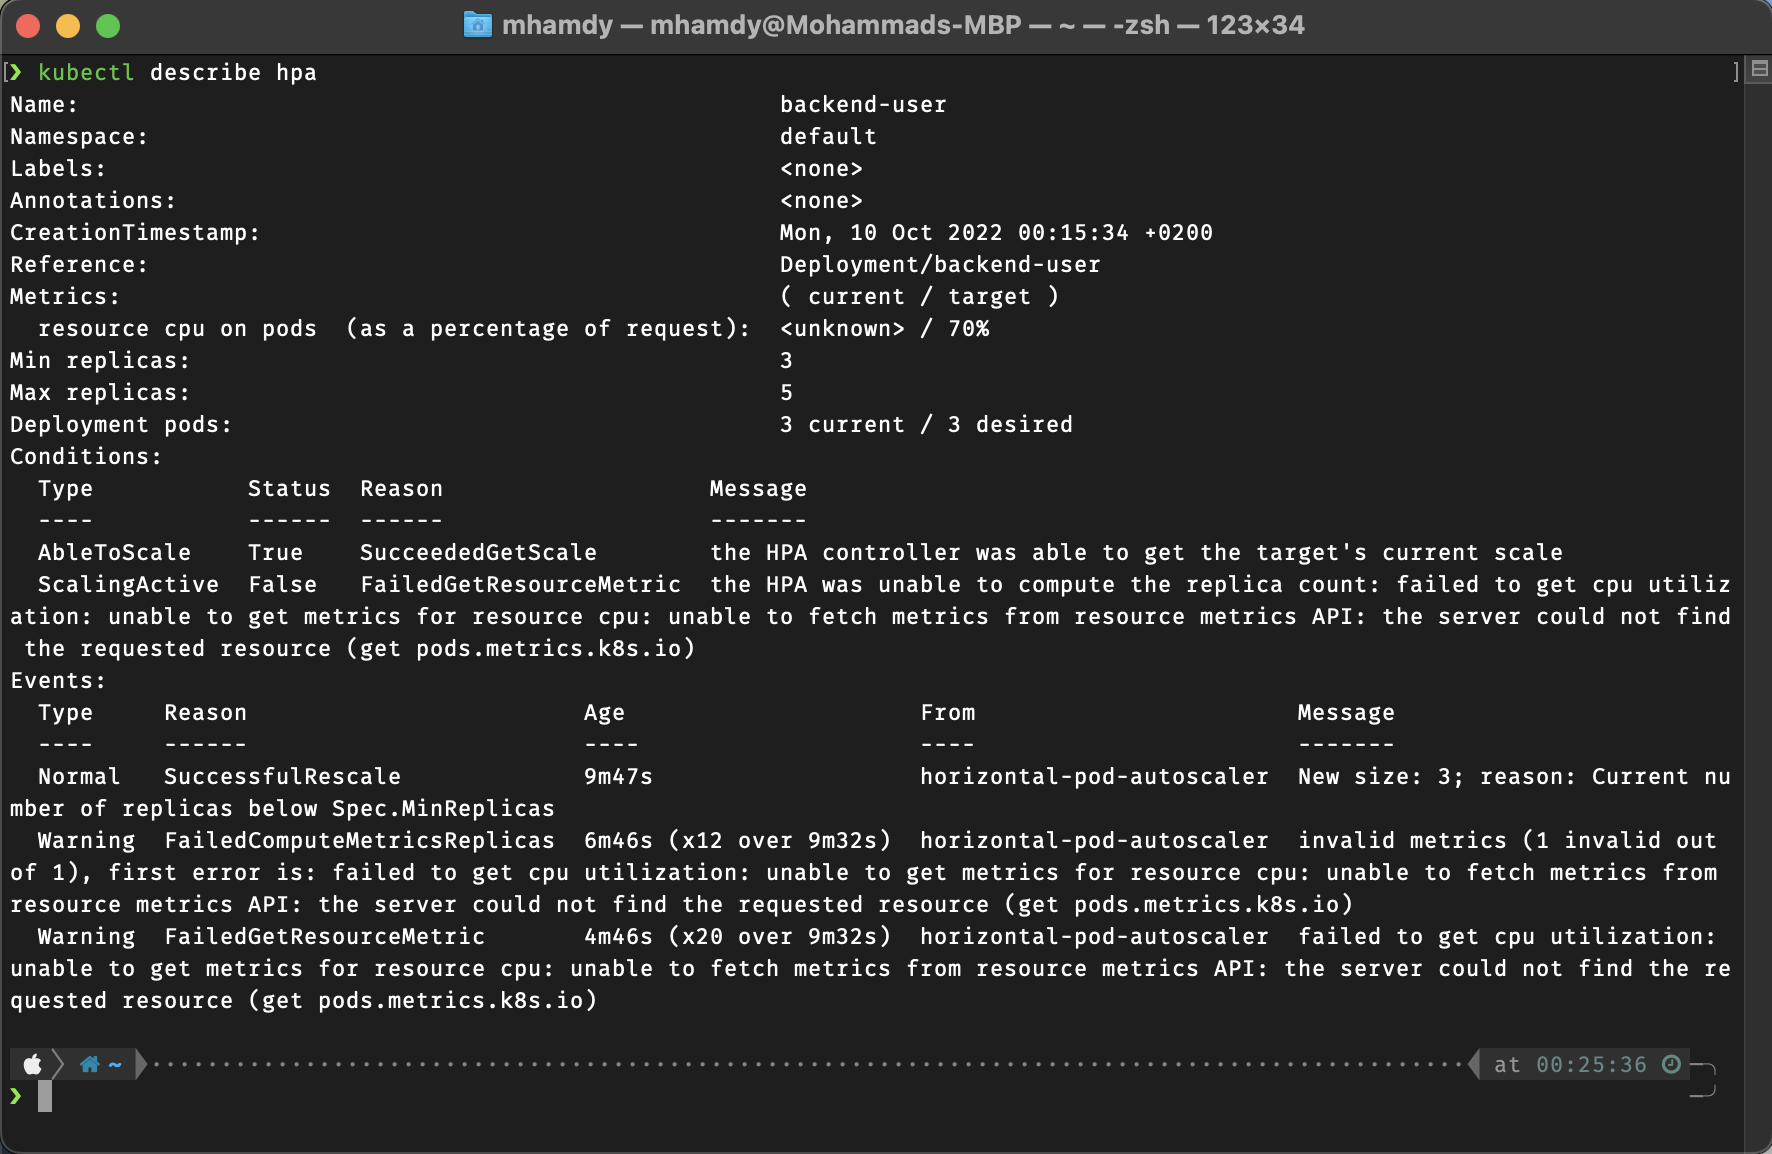 mhamdy — mhamdy@Mohammads-MBP — ~ — -zsh — 123×34
[❯ kubectl describe hpa ]
Name: backend-user
Namespace: default
Labels: <none>
Annotations: <none>
CreationTimestamp: Mon, 10 Oct 2022 00:15:34 +0200
Reference: Deployment/backend-user
Metrics: ( current / target )
  resource cpu on pods  (as a percentage of request):  <unknown> / 70%
Min replicas: 3
Max replicas: 5
Deployment pods: 3 current / 3 desired
Conditions:
  Type           Status  Reason                   Message
  ----           ------  ------                   -------
  AbleToScale    True    SucceededGetScale        the HPA controller was able to get the target's current scale
  ScalingActive  False   FailedGetResourceMetric  the HPA was unable to compute the replica count: failed to get cpu utiliz
ation: unable to get metrics for resource cpu: unable to fetch metrics from resource metrics API: the server could not find
 the requested resource (get pods.metrics.k8s.io)
Events:
  Type     Reason                        Age                     From                       Message
  ----     ------                        ----                    ----                       -------
  Normal   SuccessfulRescale             9m47s                   horizontal-pod-autoscaler  New size: 3; reason: Current nu
mber of replicas below Spec.MinReplicas
  Warning  FailedComputeMetricsReplicas  6m46s (x12 over 9m32s)  horizontal-pod-autoscaler  invalid metrics (1 invalid out
of 1), first error is: failed to get cpu utilization: unable to get metrics for resource cpu: unable to fetch metrics from
resource metrics API: the server could not find the requested resource (get pods.metrics.k8s.io)
  Warning  FailedGetResourceMetric       4m46s (x20 over 9m32s)  horizontal-pod-autoscaler  failed to get cpu utilization:
unable to get metrics for resource cpu: unable to fetch metrics from resource metrics API: the server could not find the re
quested resource (get pods.metrics.k8s.io)
~ at 00:25:36
❯